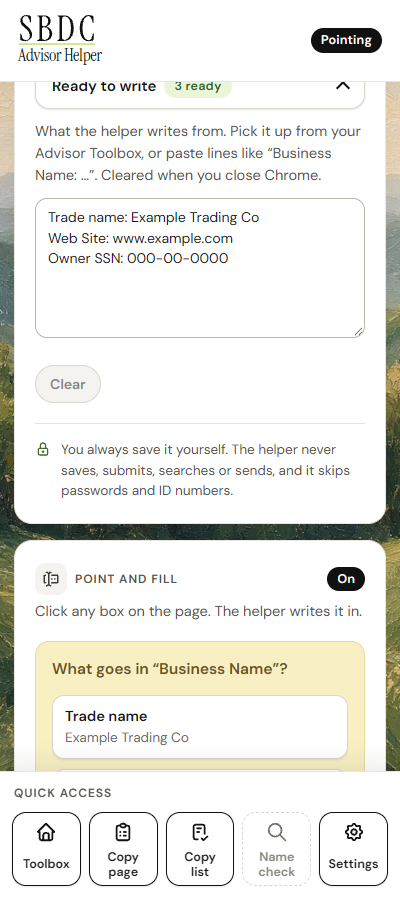 SBDC
Advisor Helper
Pointing
Ready to write
3 ready
What the helper writes from. Pick it up from your
Advisor Toolbox, or paste lines like “Business
Name: …”. Cleared when you close Chrome.
Trade name: Example Trading Co
Web Site: www.example.com
Owner SSN: 000-00-0000
Clear
You always save it yourself. The helper never
saves, submits, searches or sends, and it skips
passwords and ID numbers.
POINT AND FILL
On
Click any box on the page. The helper writes it in.
What goes in “Business Name”?
Trade name
Example Trading Co
QUICK ACCESS
Toolbox
Copy
page
Copy
list
Name
check
Settings